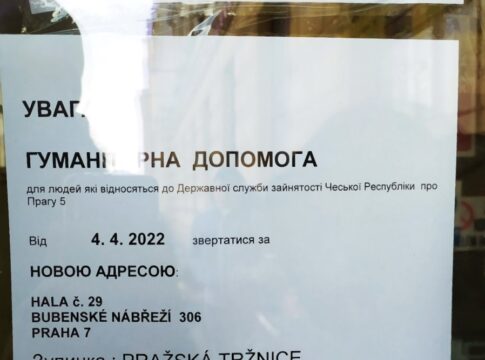 ДОПОМОГА
для людей які відносяться до Державної служби зайнятості Чеської Республіки про
Прагу 5
Від 4. 4. 2022 звертатися за
НОВОЮ АДРЕСОЮ:
HALA č. 29
BUBENSKÉ NÁBŘEŽÍ 306
PRAHA 7
: PRAŽSKÁ TRŽNICE